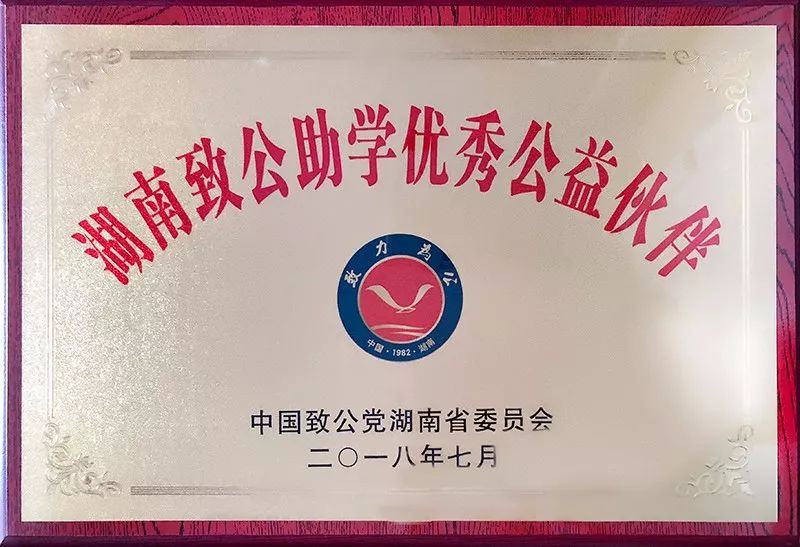 湖南致公助学优秀公益伙伴
致力为公
中国·1982·湖南
中国致公党湖南省委员会
二〇一八年七月